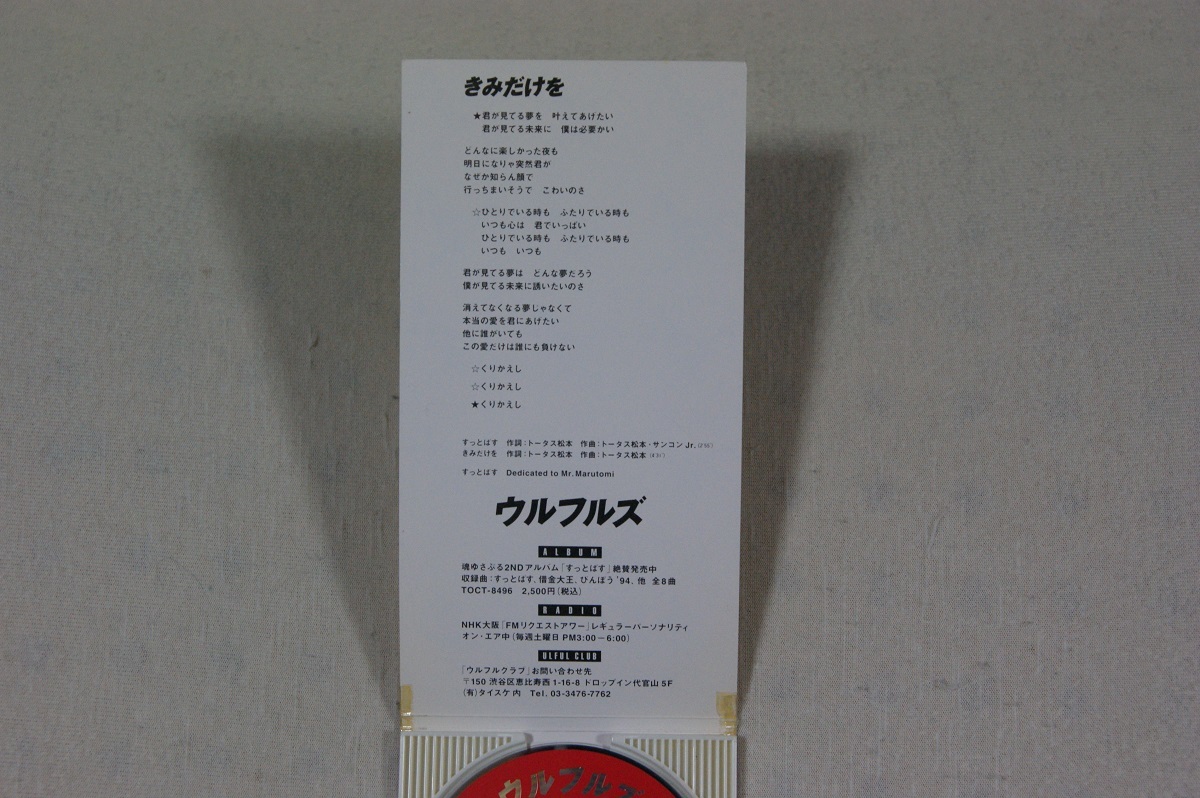 きみだけを
★君が見てる夢を　叶えてあげたい
君が見てる未来に　僕は必要かい
どんなに楽しかった夜も
明日になりゃ突然君が
なぜか知らん顔で
行っちまいそうで　こわいのさ
☆ひとりでいる時も　ふたりでいる時も
いつも心は　君でいっぱい
ひとりでいる時も　ふたりでいる時も
いつも　いつも
君が見てる夢は　どんな夢だろう
僕が見てる未来に誘いたいのさ
消えてなくなる夢じゃなくて
本当の愛を君にあげたい
他に誰がいても
この愛だけは誰にも負けない
☆くりかえし
☆くりかえし
★くりかえし
すっとばす　作詞：トータス松本　作曲：トータス松本・サンコンJr.
きみだけを　作詞：トータス松本　作曲：トータス松本
すっとばす　Dedicated to Mr. Marutomi
ウルフルズ
ALBUM
魂ゆさぶる2NDアルバム「すっとばす」絶賛発売中
収録曲：すっとばす、借金大王、びんぼう'94、他 全8曲
TOCT-8496　2,500円（税込）
RADIO
NHK大阪「FMリクエストアワー」レギュラーパーソナリティ
オン・エア中（毎週土曜日 PM3:00－6:00）
ULFUL CLUB
「ウルフルクラブ」お問い合わせ先
〒150 渋谷区恵比寿西1-16-8 ドロップイン代官山5F
（有）タイスケ内　Tel. 03-3476-7762
ウルフルズ